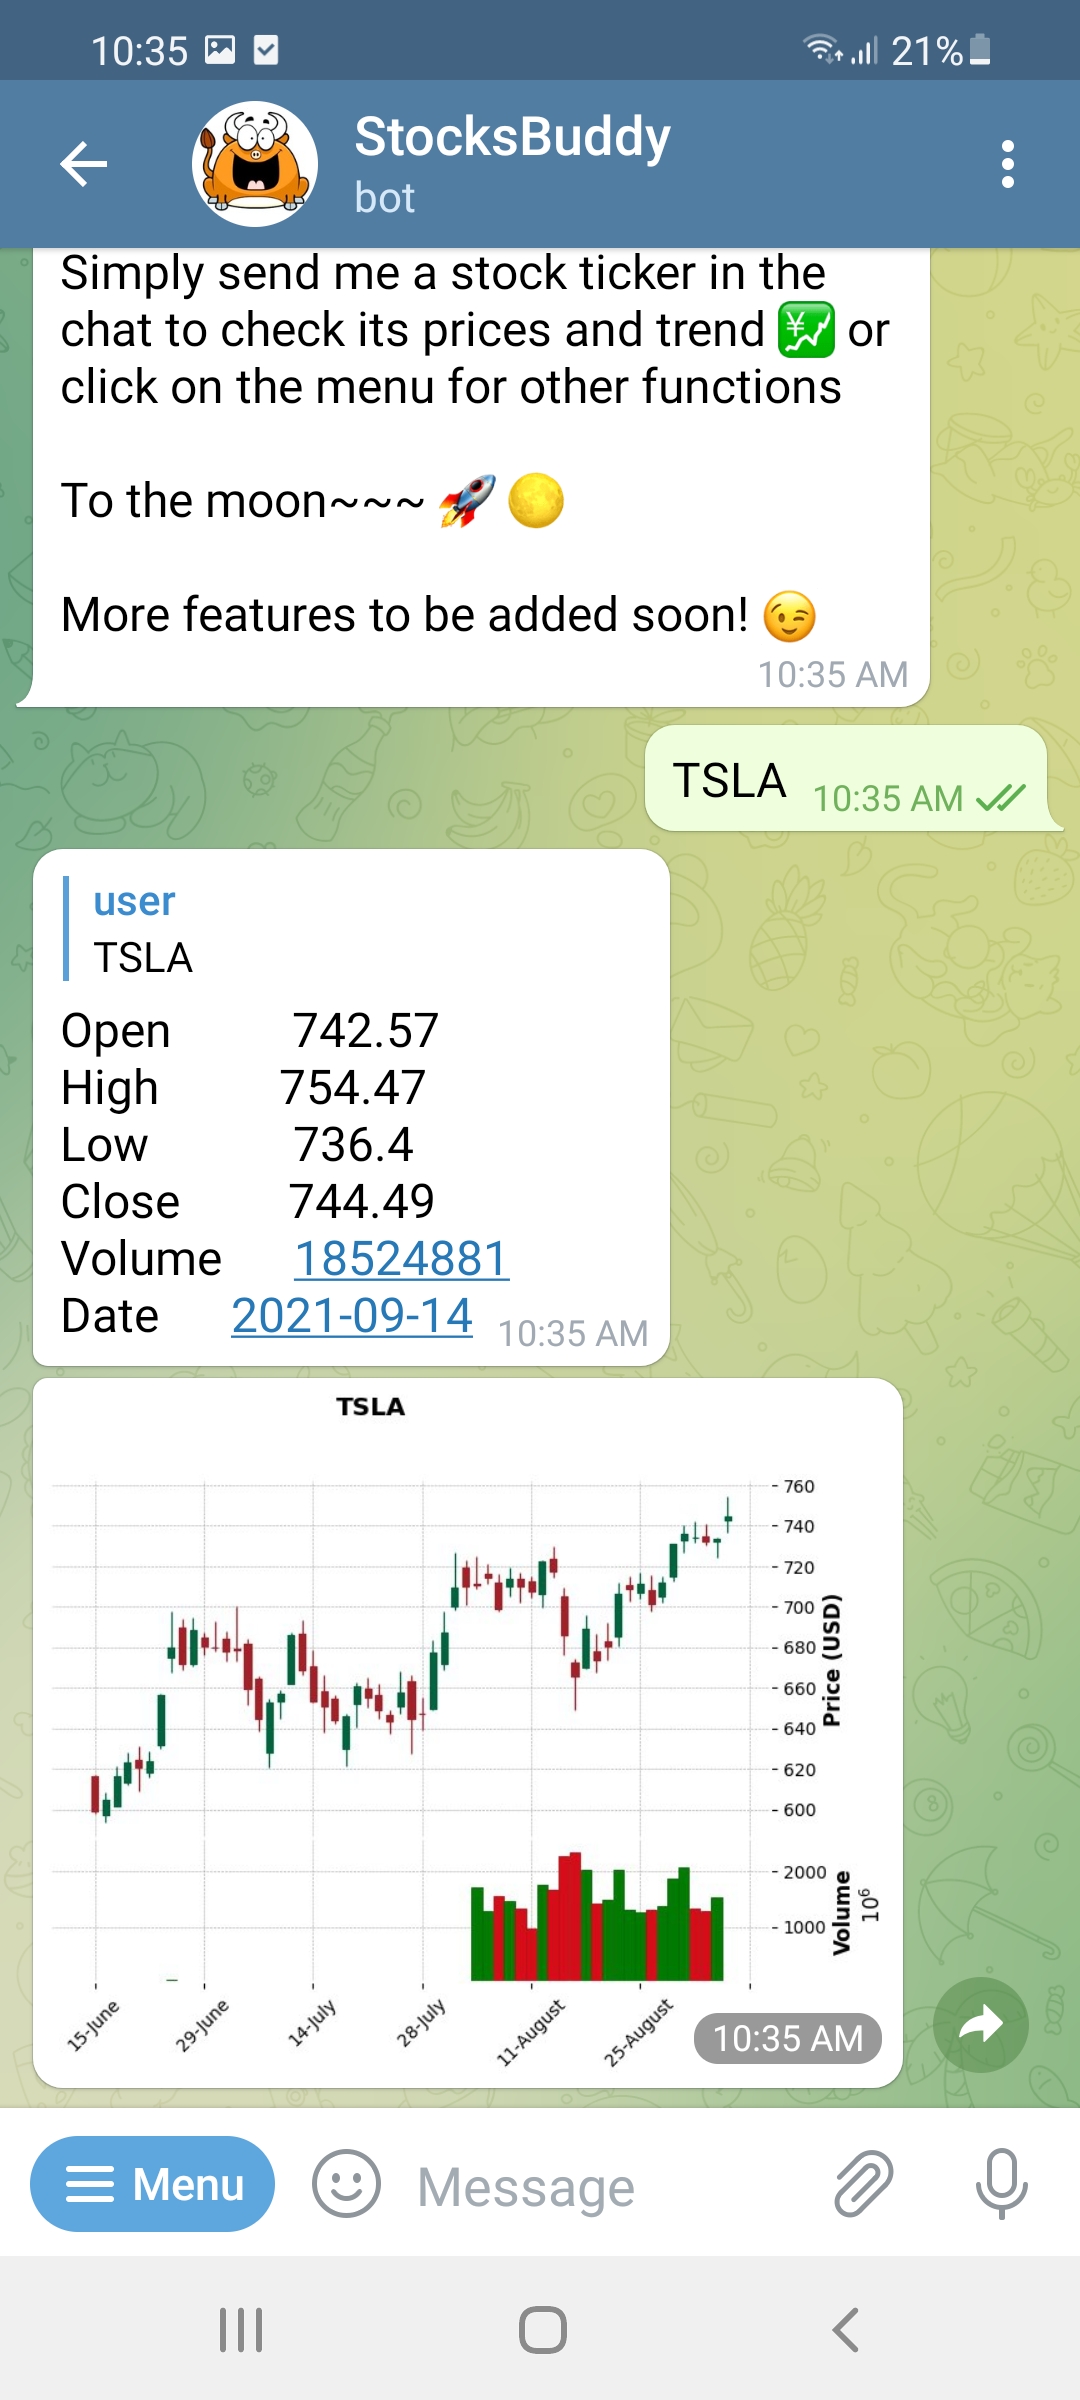 10:35 21%
StocksBuddy
bot
Simply send me a stock ticker in the
chat to check its prices and trend 💹 or
click on the menu for other functions
To the moon~~~ 🚀 🌕
More features to be added soon! 😉
10:35 AM
TSLA 10:35 AM
user
TSLA
Open 742.57
High 754.47
Low 736.4
Close 744.49
Volume 18524881
Date 2021-09-14 10:35 AM
TSLA
760
740
720
700
680
660
640
620
600
Price (USD)
2000
1000
Volume
10⁶
15-June
29-June
14-July
28-July
11-August
25-August
10:35 AM
Menu Message